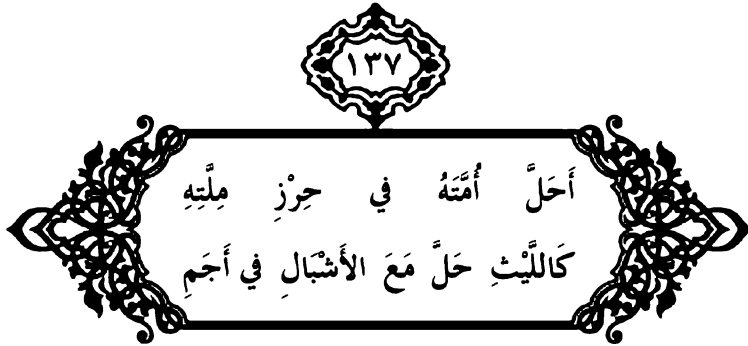 ١٣٧
أَحَلَّ أُمَّتَهُ في حِرْزِ مِلَّتِهِ
كَاللَّيْثِ حَلَّ مَعَ الأَشْبَالِ في أَجَمِ